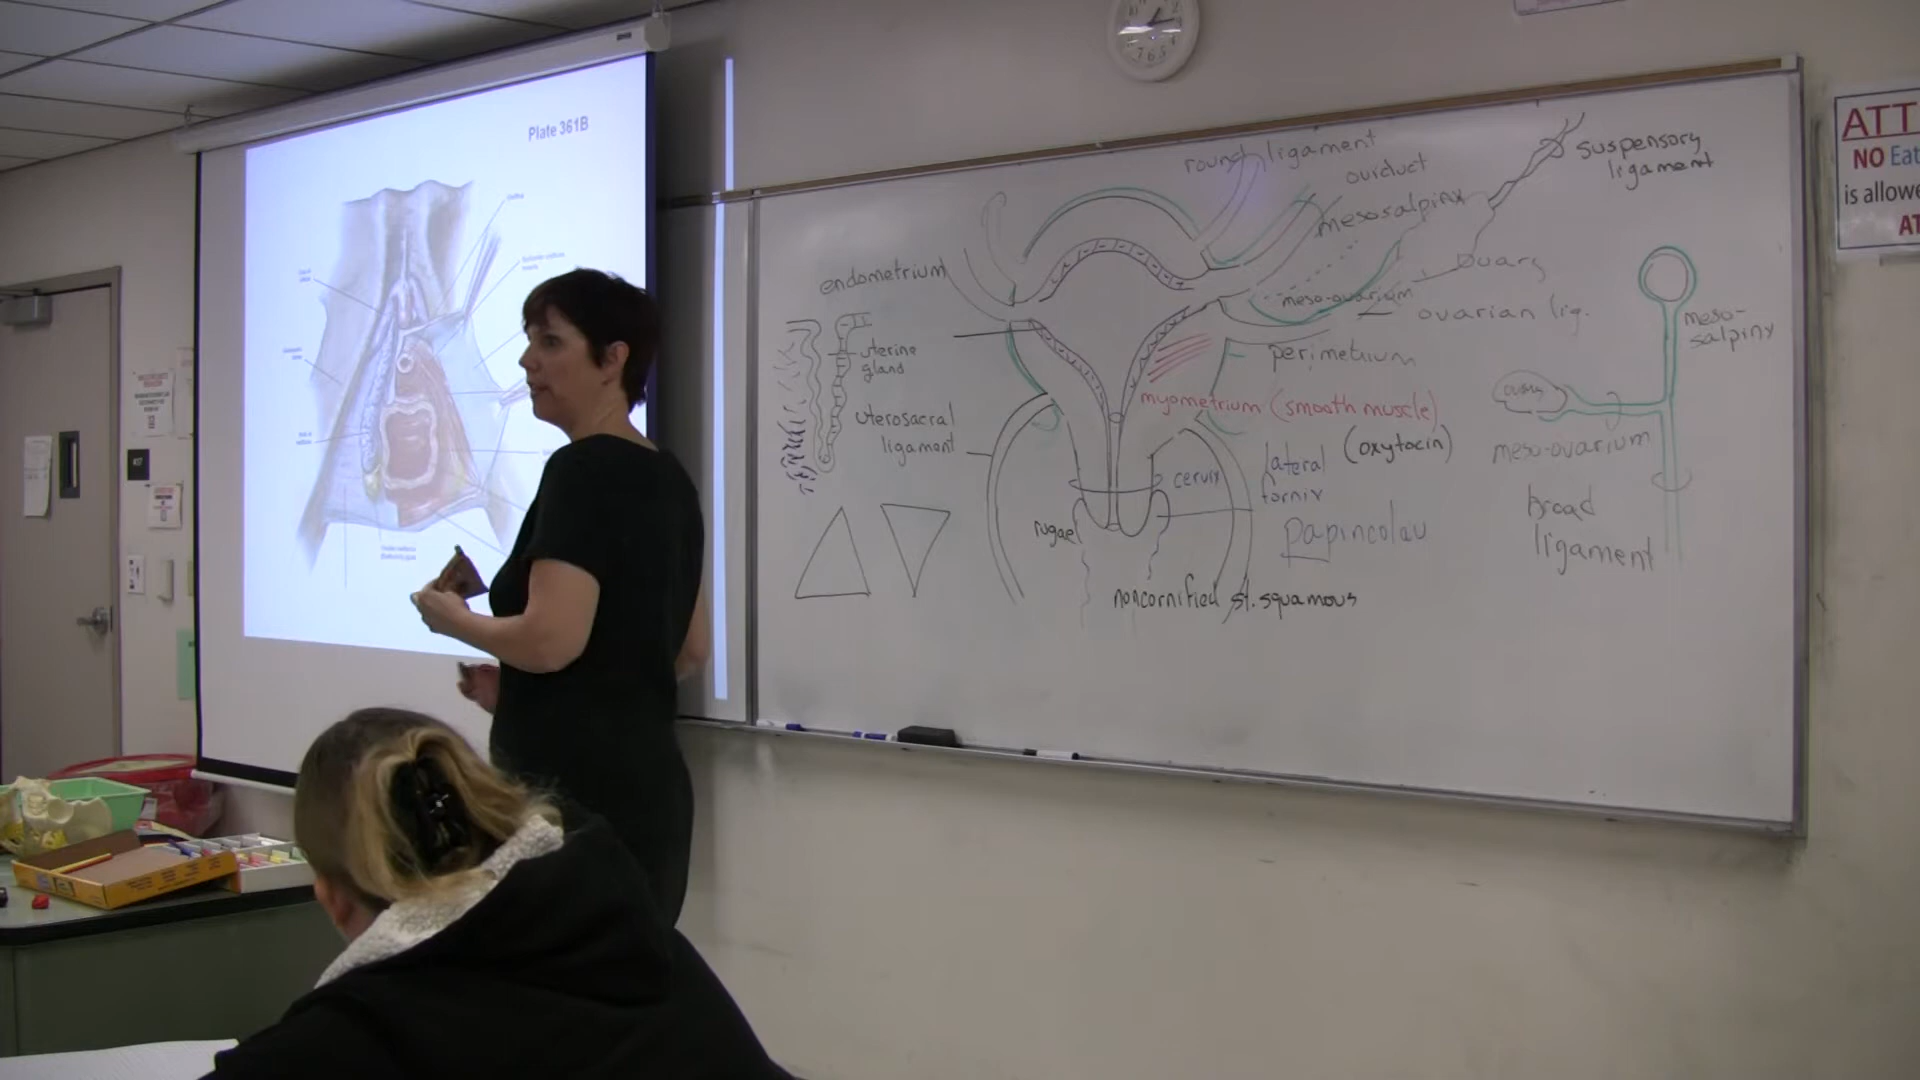 Plate 361B
round ligament
oviduct
mesosalpinx
suspensory
ligament
endometrium
ovary
meso-ovarium
ovarian lig.
meso-
salpinx
uterine
gland
perimetrium
ovary
uterosacral
ligament
myometrium (smooth muscle)
(oxytocin)
meso-ovarium
lateral
fornix
cervix
rugae
papincolau
broad
ligament
noncornified st. squamous
ATT
NO Eat
is allowe
AT